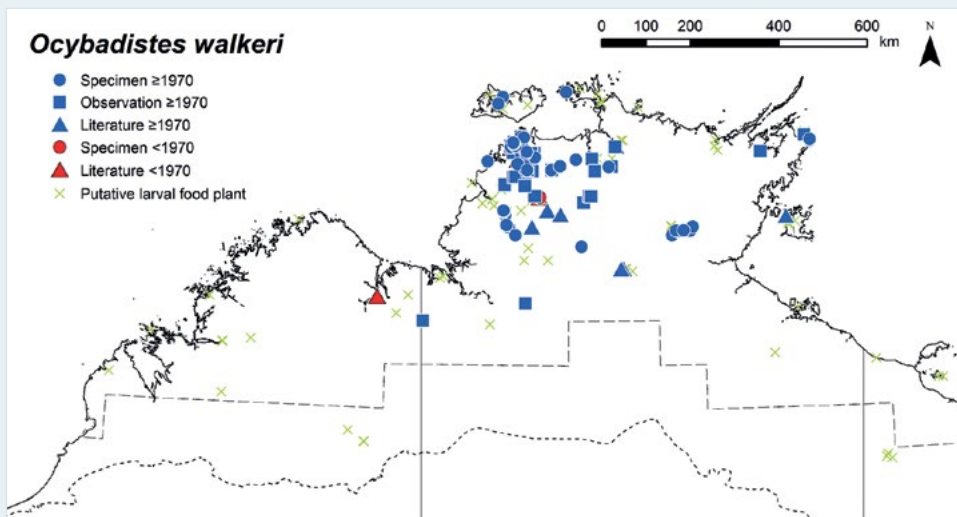 Ocybadistes walkeri
Specimen ≥1970
Observation ≥1970
Literature ≥1970
Specimen <1970
Literature <1970
Putative larval food plant
0 100 200 400 600
km
N